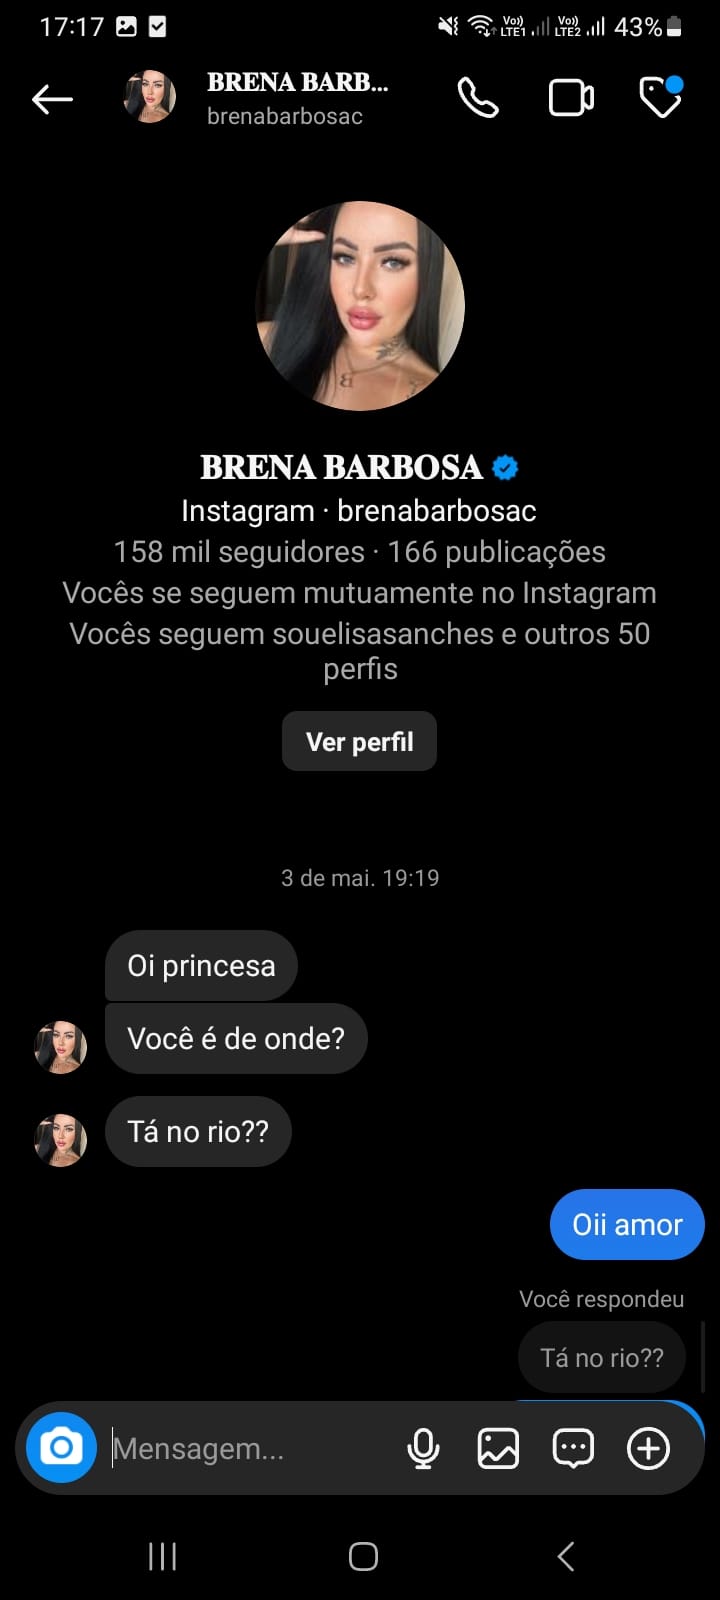 17:17 Vo)) LTE1 Vo)) LTE2 43%
BRENA BARB...
brenabarbosac
BRENA BARBOSA
Instagram · brenabarbosac
158 mil seguidores · 166 publicações
Vocês se seguem mutuamente no Instagram
Vocês seguem souelisasanches e outros 50
perfis
Ver perfil
3 de mai. 19:19
Oi princesa
Você é de onde?
Tá no rio??
Oii amor
Você respondeu
Tá no rio??
Mensagem...